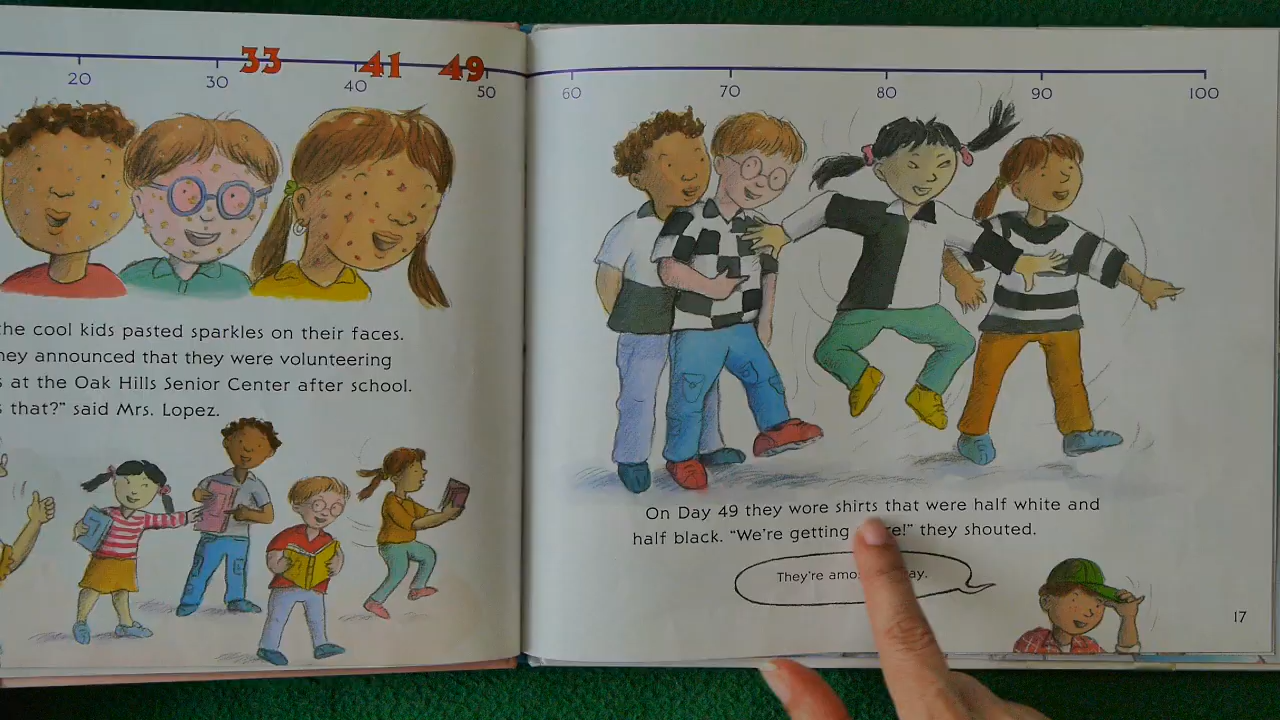 33 41 49
20 30 40 50
60 70 80 90 100
the cool kids pasted sparkles on their faces.
they announced that they were volunteering
s at the Oak Hills Senior Center after school.
s that?" said Mrs. Lopez.
On Day 49 they wore shirts that were half white and
half black. "We're getting they shouted.
They're
17